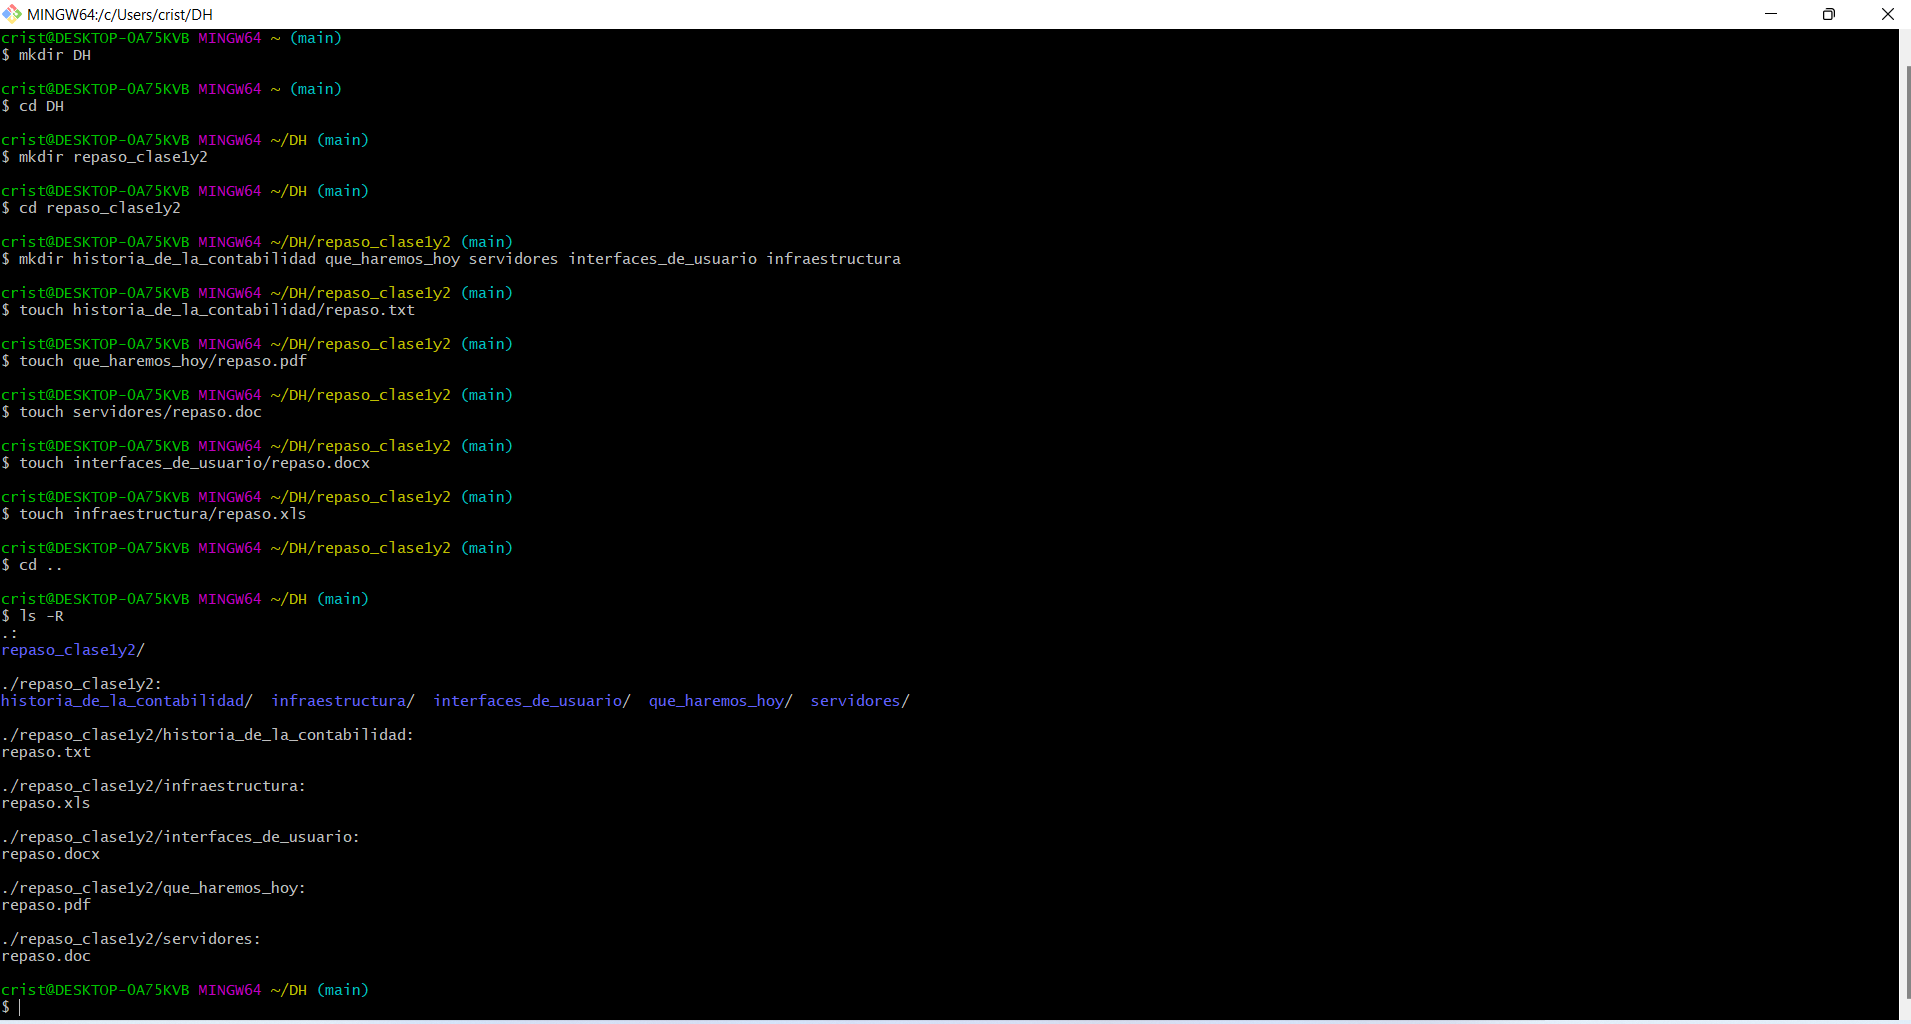 MINGW64:/c/Users/crist/DH
crist@DESKTOP-OA75KVB MINGW64 ~ (main)
$ mkdir DH
crist@DESKTOP-OA75KVB MINGW64 ~ (main)
$ cd DH
crist@DESKTOP-OA75KVB MINGW64 ~/DH (main)
$ mkdir repaso_clase1y2
crist@DESKTOP-OA75KVB MINGW64 ~/DH (main)
$ cd repaso_clase1y2
crist@DESKTOP-OA75KVB MINGW64 ~/DH/repaso_clase1y2 (main)
$ mkdir historia_de_la_contabilidad que_haremos_hoy servidores interfaces_de_usuario infraestructura
crist@DESKTOP-OA75KVB MINGW64 ~/DH/repaso_clase1y2 (main)
$ touch historia_de_la_contabilidad/repaso.txt
crist@DESKTOP-OA75KVB MINGW64 ~/DH/repaso_clase1y2 (main)
$ touch que_haremos_hoy/repaso.pdf
crist@DESKTOP-OA75KVB MINGW64 ~/DH/repaso_clase1y2 (main)
$ touch servidores/repaso.doc
crist@DESKTOP-OA75KVB MINGW64 ~/DH/repaso_clase1y2 (main)
$ touch interfaces_de_usuario/repaso.docx
crist@DESKTOP-OA75KVB MINGW64 ~/DH/repaso_clase1y2 (main)
$ touch infraestructura/repaso.xls
crist@DESKTOP-OA75KVB MINGW64 ~/DH/repaso_clase1y2 (main)
$ cd ..
crist@DESKTOP-OA75KVB MINGW64 ~/DH (main)
$ ls -R
.:
repaso_clase1y2/
./repaso_clase1y2:
historia_de_la_contabilidad/  infraestructura/  interfaces_de_usuario/  que_haremos_hoy/  servidores/
./repaso_clase1y2/historia_de_la_contabilidad:
repaso.txt
./repaso_clase1y2/infraestructura:
repaso.xls
./repaso_clase1y2/interfaces_de_usuario:
repaso.docx
./repaso_clase1y2/que_haremos_hoy:
repaso.pdf
./repaso_clase1y2/servidores:
repaso.doc
crist@DESKTOP-OA75KVB MINGW64 ~/DH (main)
$